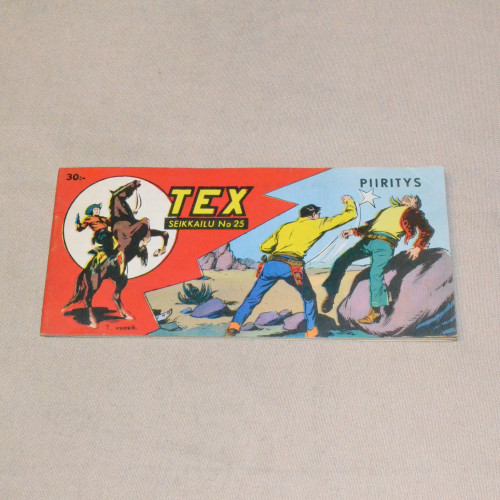 30:-
TEX
SEIKKAILU No 25
PIIRITYS